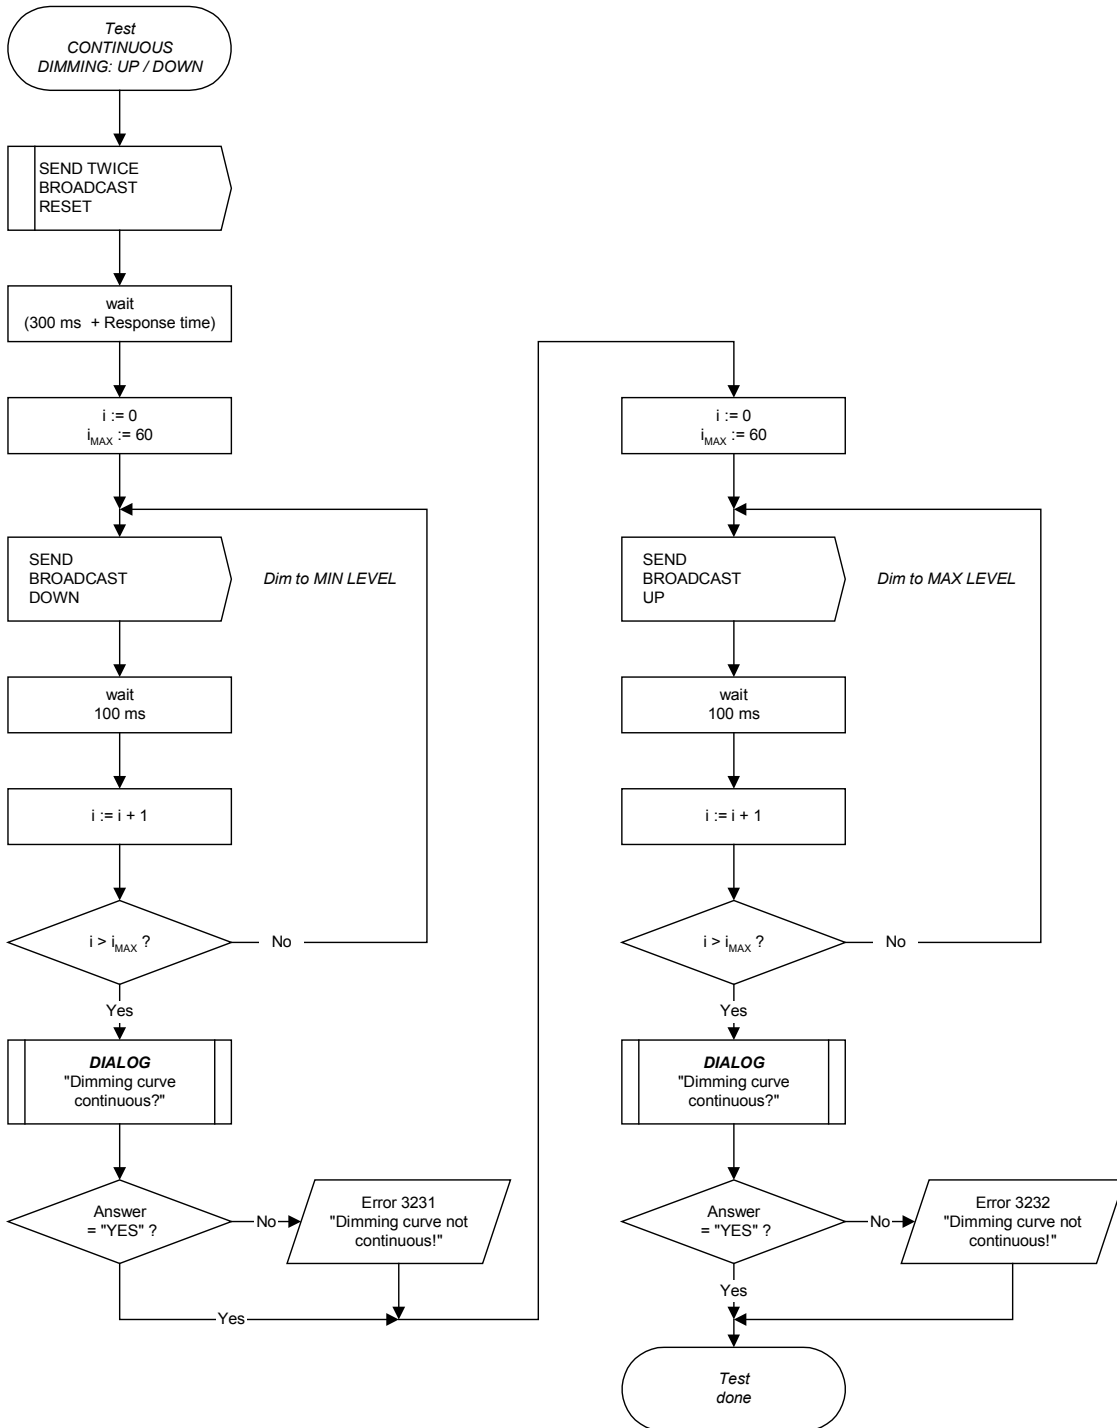 Test
CONTINUOUS
DIMMING: UP / DOWN
SEND TWICE
BROADCAST
RESET
wait
(300 ms + Response time)
i := 0
iMAX := 60
SEND
BROADCAST
DOWN
Dim to MIN LEVEL
wait
100 ms
i := i + 1
i > iMAX ?
No
Yes
DIALOG
"Dimming curve
continuous?"
Answer
= "YES" ?
No
Error 3231
"Dimming curve not
continuous!"
Yes
i := 0
iMAX := 60
SEND
BROADCAST
UP
Dim to MAX LEVEL
wait
100 ms
i := i + 1
i > iMAX ?
No
Yes
DIALOG
"Dimming curve
continuous?"
Answer
= "YES" ?
No
Error 3232
"Dimming curve not
continuous!"
Yes
Test
done